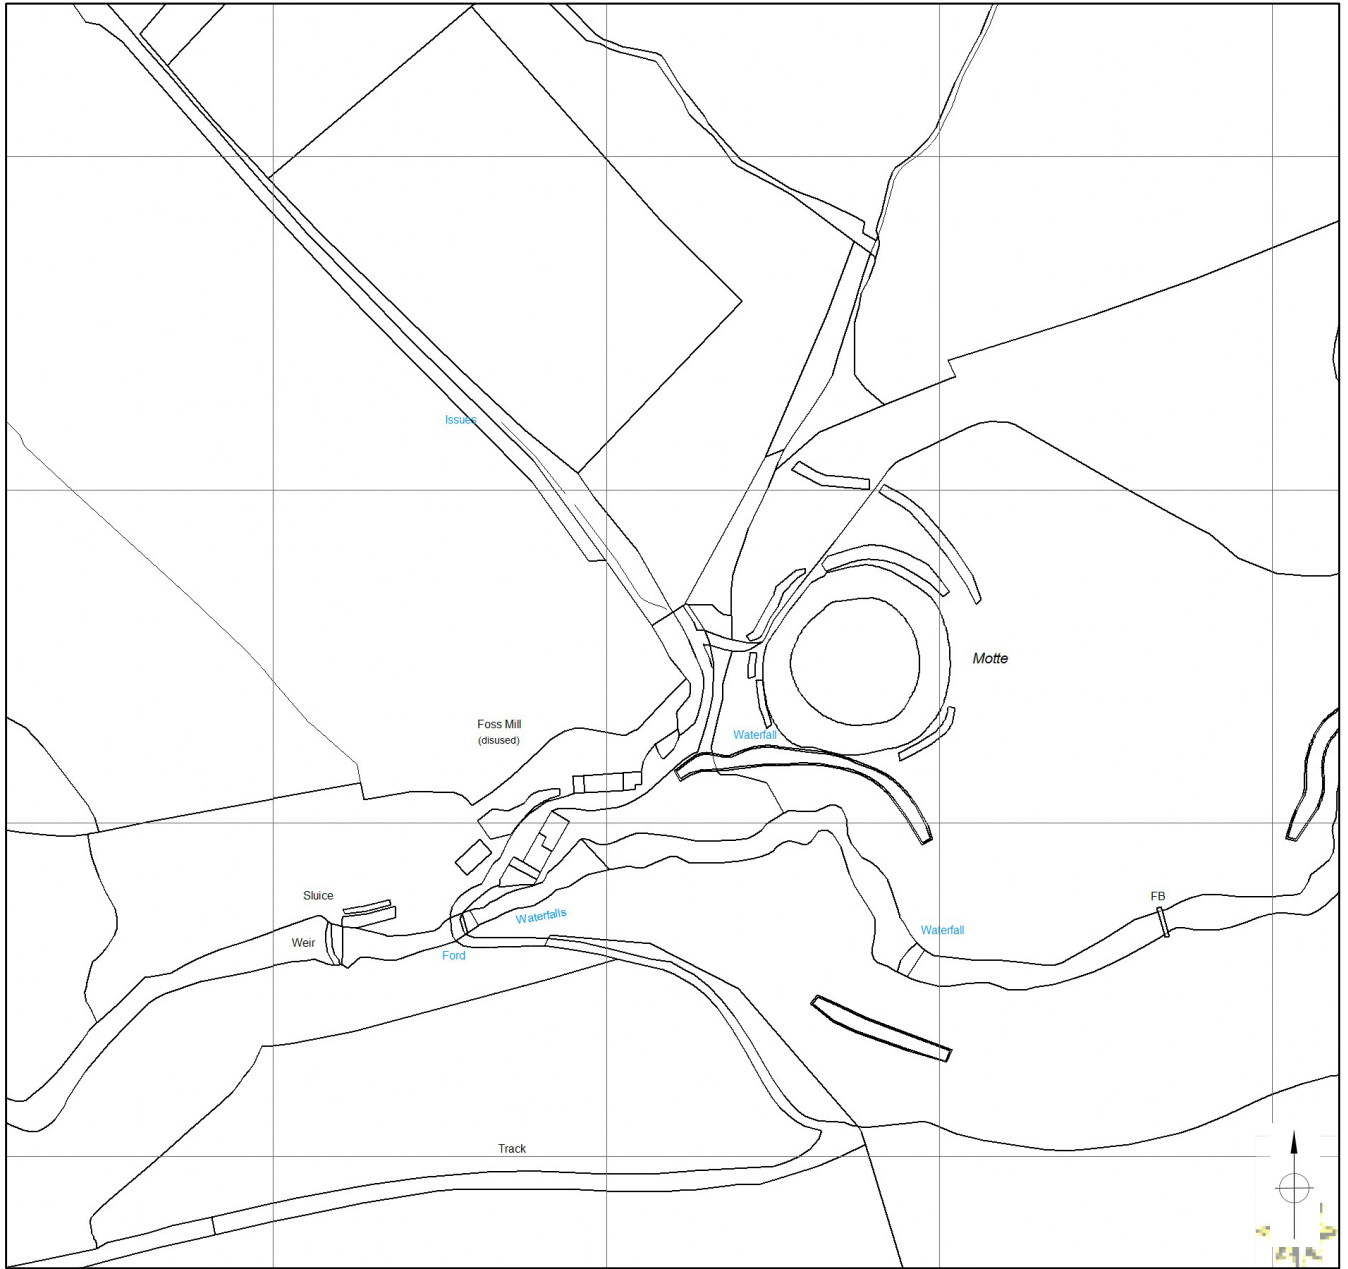 Issues
Motte
Foss Mill
(disused)
Waterfall
Sluice
FB
Waterfalls
Weir
Waterfall
Ford
Track